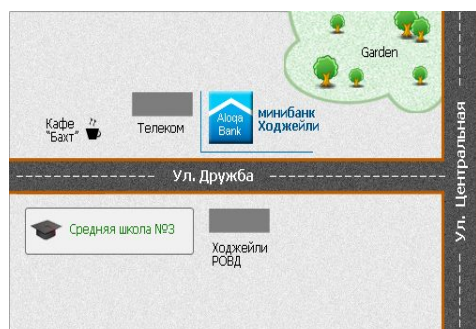 Garden
Кафе
"Бахт"
Телеком
Aloqa
Bank
минибанк
Ходжейли
Ул. Дружба
Ул. Центральная
Средняя школа №3
Ходжейли
РОВД